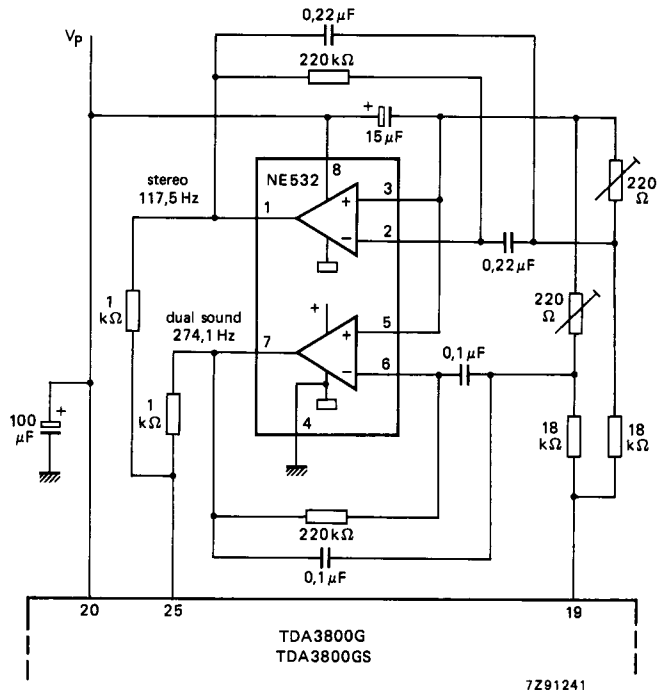 0,22 µF
Vp
220 kΩ
+
15 µF
8
NE532
stereo
117,5 Hz
1
+
3
−
2
220
Ω
0,22 µF
1
kΩ
dual sound
274,1 Hz
7
+
+
5
−
6
0,1 µF
220
Ω
1
kΩ
100
µF
+
4
18
kΩ
18
kΩ
220 kΩ
0,1 µF
20
25
19
TDA3800G
TDA3800GS
7Z91241